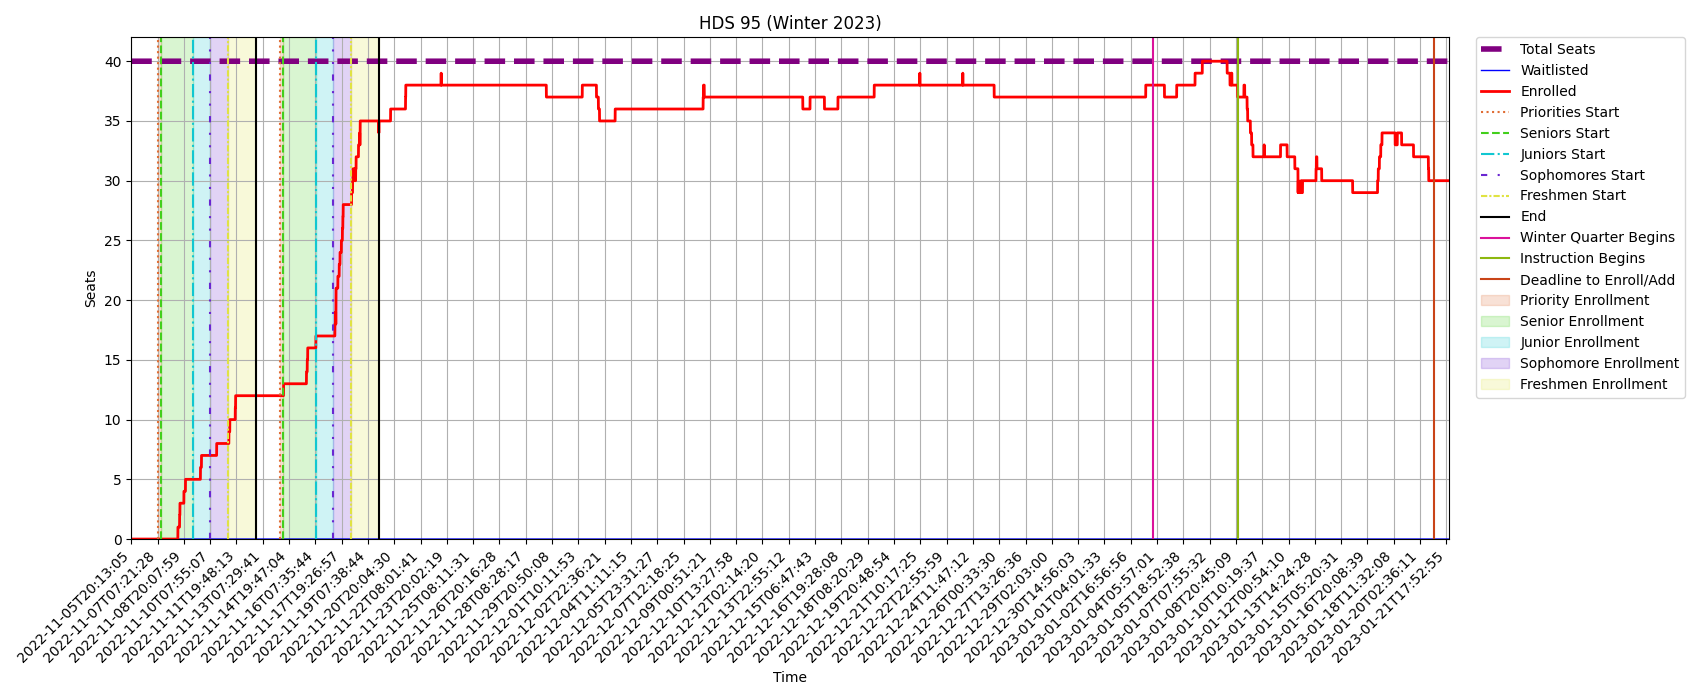 HDS 95 (Winter 2023)
Seats
40
35
30
25
20
15
10
5
0
2022-11-05T20:13:05
2022-11-07T07:21:28
2022-11-08T20:07:59
2022-11-10T07:55:07
2022-11-11T19:48:13
2022-11-13T07:29:41
2022-11-14T19:47:04
2022-11-16T07:35:44
2022-11-17T19:26:57
2022-11-19T07:38:44
2022-11-20T20:04:30
2022-11-22T08:01:41
2022-11-23T20:02:19
2022-11-25T08:11:31
2022-11-26T20:16:28
2022-11-28T08:28:17
2022-11-29T20:50:08
2022-12-01T10:11:53
2022-12-02T22:36:21
2022-12-04T11:11:15
2022-12-05T23:31:27
2022-12-07T12:18:25
2022-12-09T00:51:21
2022-12-10T13:27:58
2022-12-12T02:14:20
2022-12-13T22:55:12
2022-12-15T06:47:43
2022-12-16T19:28:08
2022-12-18T08:20:29
2022-12-19T20:48:54
2022-12-21T10:17:25
2022-12-22T22:55:59
2022-12-24T11:47:12
2022-12-26T00:33:30
2022-12-27T13:26:36
2022-12-29T02:03:00
2022-12-30T14:56:03
2023-01-01T04:01:33
2023-01-02T16:56:56
2023-01-04T05:57:01
2023-01-05T18:52:38
2023-01-07T07:55:32
2023-01-08T20:45:09
2023-01-10T10:19:37
2023-01-12T00:54:10
2023-01-13T14:24:28
2023-01-15T05:20:31
2023-01-16T20:08:39
2023-01-18T11:32:08
2023-01-20T02:36:11
2023-01-21T17:52:55
Time
Total Seats
Waitlisted
Enrolled
Priorities Start
Seniors Start
Juniors Start
Sophomores Start
Freshmen Start
End
Winter Quarter Begins
Instruction Begins
Deadline to Enroll/Add
Priority Enrollment
Senior Enrollment
Junior Enrollment
Sophomore Enrollment
Freshmen Enrollment